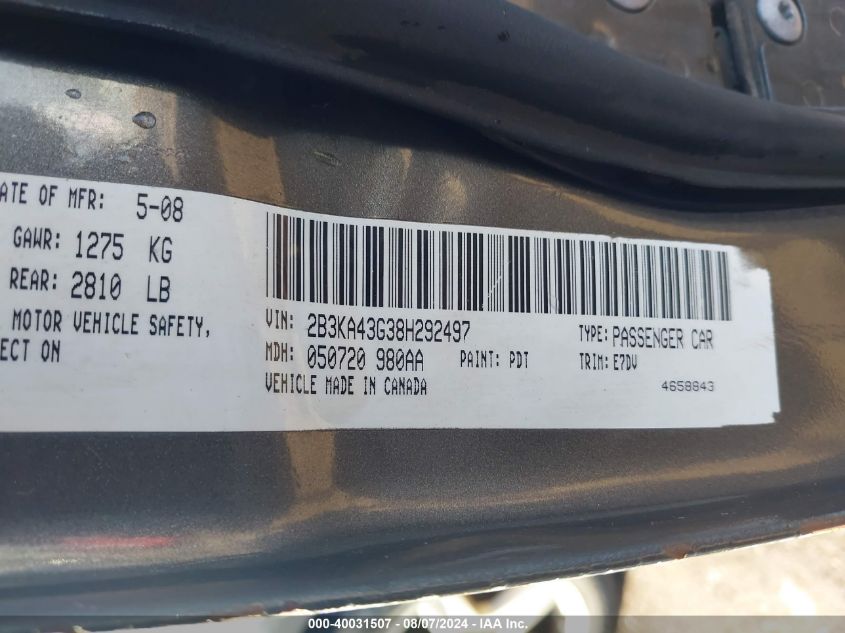 ATE OF MFR: 5-08
GAWR: 1275 KG
REAR: 2810 LB
MOTOR VEHICLE SAFETY,
ECT ON
VIN: 2B3KA43G38H292497
TYPE: PASSENGER CAR
MDH: 050720 980AA PAINT: PDT TRIM: E7DV
VEHICLE MADE IN CANADA
4658843
000-40031507 - 08/07/2024 - IAA Inc.